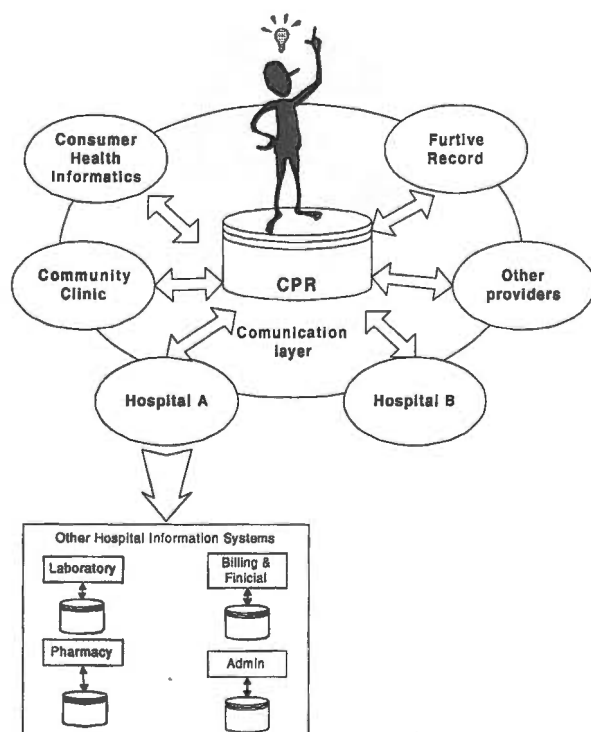 Consumer
Health
Informatics
Furtive
Record
Community
Clinic
CPR
Other
providers
Comunication
layer
Hospital A
Hospital B
Other Hospital Information Systems
Laboratory
Billing &
Finicial
Pharmacy
Admin